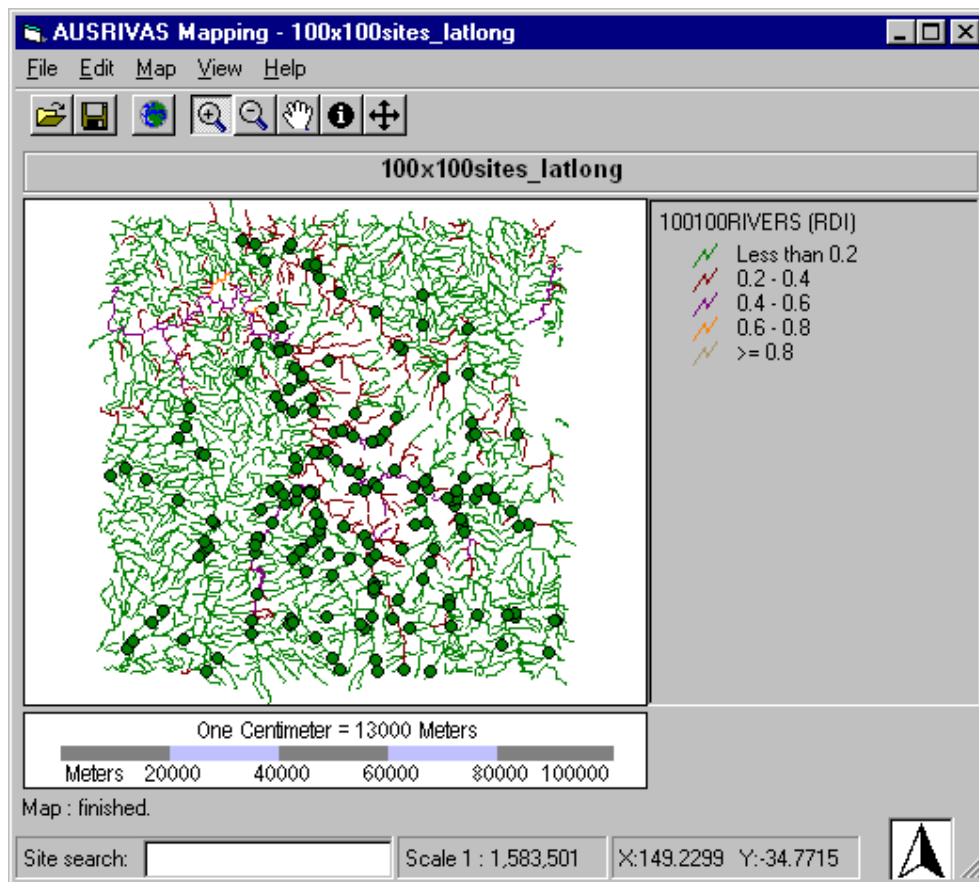 AUSRIVAS Mapping - 100x100sites_latlong
File Edit Map View Help
100x100sites_latlong
100100RIVERS (RDI)
Less than 0.2
0.2 - 0.4
0.4 - 0.6
0.6 - 0.8
>= 0.8
One Centimeter = 13000 Meters
Meters 20000 40000 60000 80000 100000
Map : finished.
Site search: Scale 1 : 1,583,501 X:149.2299 Y:-34.7715